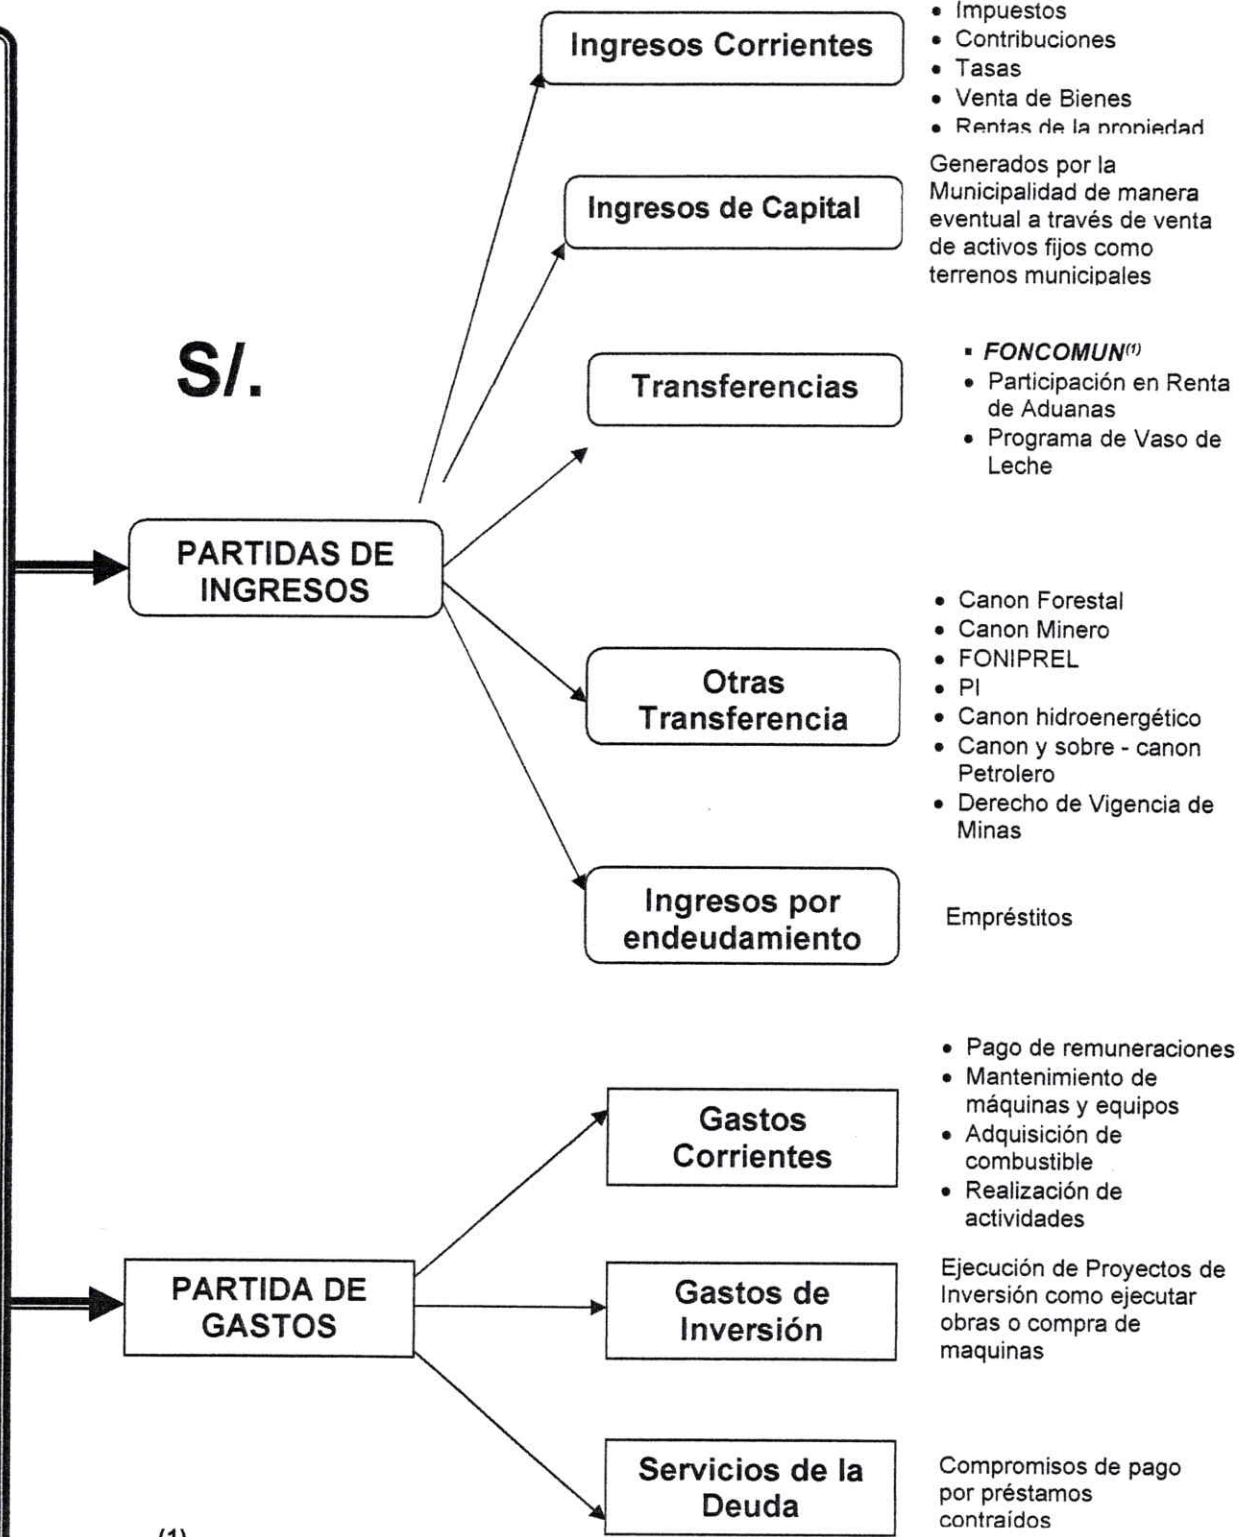 Ingresos Corrientes
• Impuestos
• Contribuciones
• Tasas
• Venta de Bienes
• Rentas de la propiedad
Ingresos de Capital
Generados por la
Municipalidad de manera
eventual a través de venta
de activos fijos como
terrenos municipales
S/.
Transferencias
▪ FONCOMUN(1)
• Participación en Renta
de Aduanas
• Programa de Vaso de
Leche
PARTIDAS DE
INGRESOS
Otras
Transferencia
• Canon Forestal
• Canon Minero
• FONIPREL
• PI
• Canon hidroenergético
• Canon y sobre - canon
Petrolero
• Derecho de Vigencia de
Minas
Ingresos por
endeudamiento
Empréstitos
Gastos
Corrientes
• Pago de remuneraciones
• Mantenimiento de
máquinas y equipos
• Adquisición de
combustible
• Realización de
actividades
PARTIDA DE
GASTOS
Gastos de
Inversión
Ejecución de Proyectos de
Inversión como ejecutar
obras o compra de
maquinas
Servicios de la
Deuda
Compromisos de pago
por préstamos
contraídos
(1)